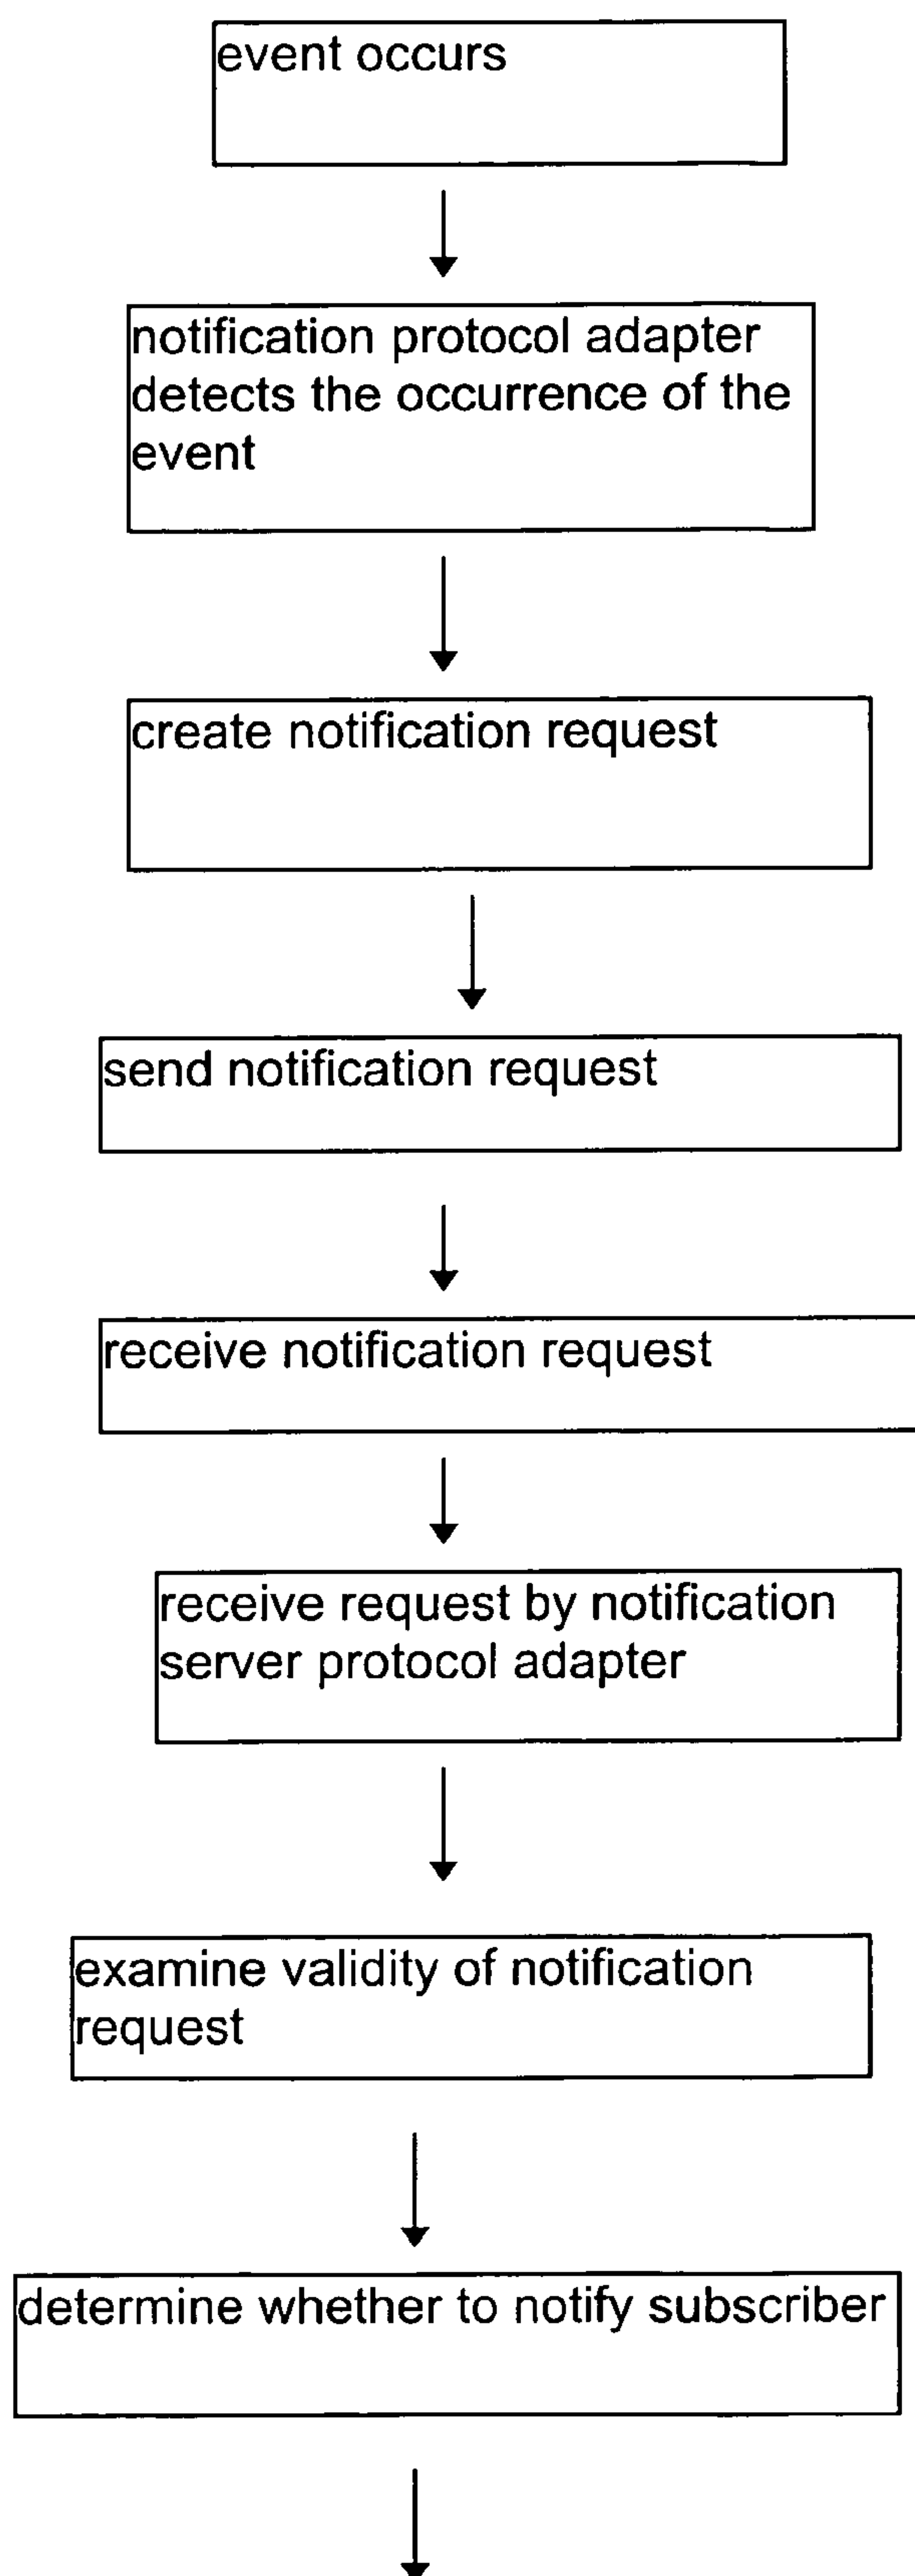 event occurs
notification protocol adapter
detects the occurrence of the
event
create notification request
send notification request
receive notification request
receive request by notification
server protocol adapter
examine validity of notification
request
determine whether to notify subscriber